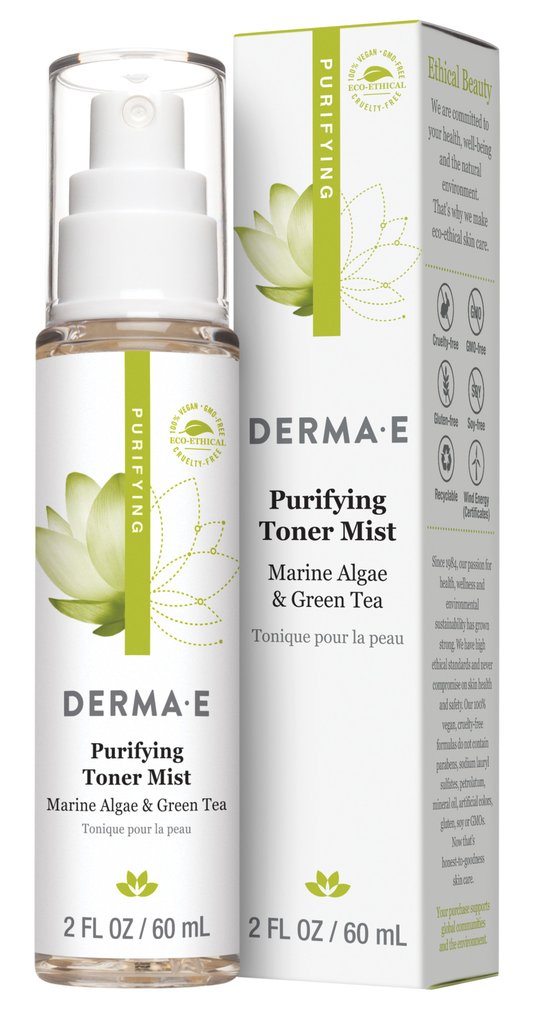 PURIFYING
100% VEGAN • GMO-FREE
ECO-ETHICAL
CRUELTY-FREE
DERMA·E
Purifying
Toner Mist
Marine Algae & Green Tea
Tonique pour la peau
2 FL OZ / 60 mL
PURIFYING
100% VEGAN • GMO-FREE
ECO-ETHICAL
CRUELTY-FREE
DERMA·E
Purifying
Toner Mist
Marine Algae
& Green Tea
Tonique pour la peau
2 FL OZ / 60 mL
Ethical Beauty
We are committed to
your health, well-being
and the natural
environment.
That's why we make
eco-ethical skin care.
Cruelty-free
GMO
GMO-free
Gluten-free
SOY
Soy-free
Recyclable
Wind Energy
(Certificates)
Since 1984, our passion for
health, wellness and
environmental
sustainability has grown
strong. We have high
ethical standards and never
compromise on skin health
and safety. Our 100%
vegan, cruelty-free
formulas do not contain
parabens, sodium lauryl
sulfates, petrolatum,
mineral oil, artificial colors,
gluten, soy or GMOs.
Now that's
honest-to-goodness
skin care.
Your purchase supports
global communities
and the environment.